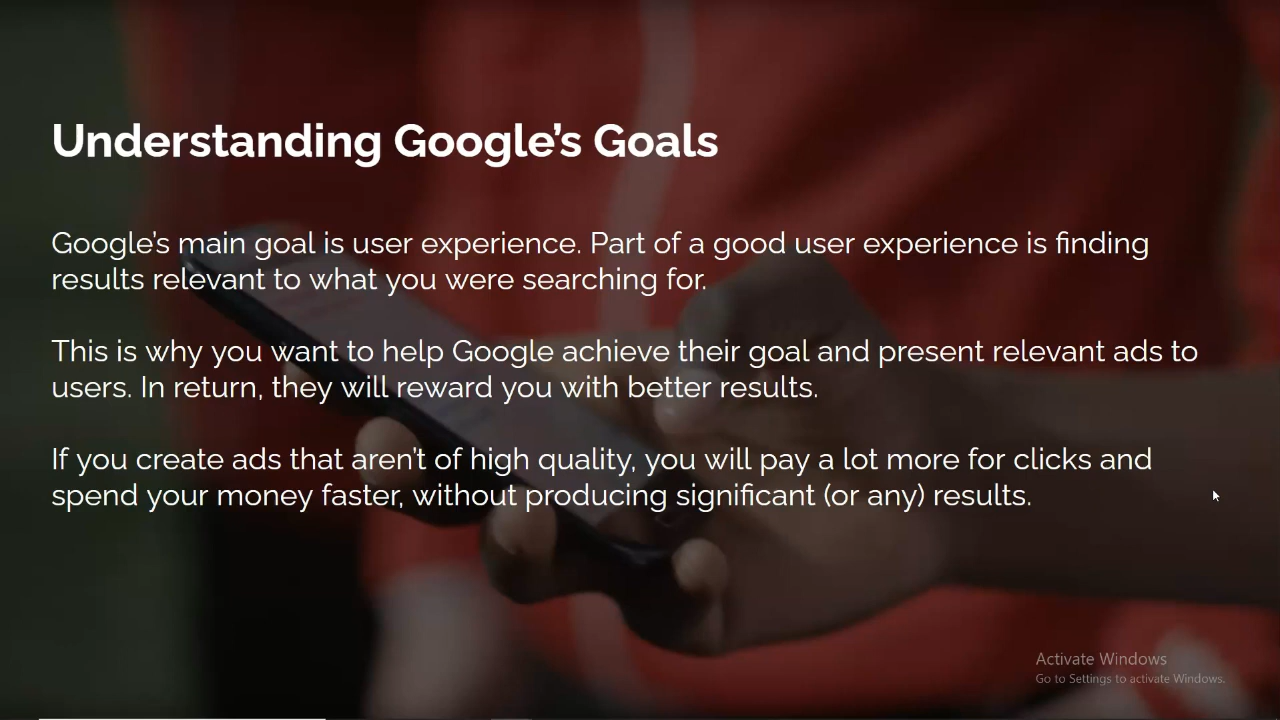 Understanding Google’s Goals
Google’s main goal is user experience. Part of a good user experience is finding
results relevant to what you were searching for.
This is why you want to help Google achieve their goal and present relevant ads to
users. In return, they will reward you with better results.
If you create ads that aren’t of high quality, you will pay a lot more for clicks and
spend your money faster, without producing significant (or any) results.
Activate Windows
Go to Settings to activate Windows.